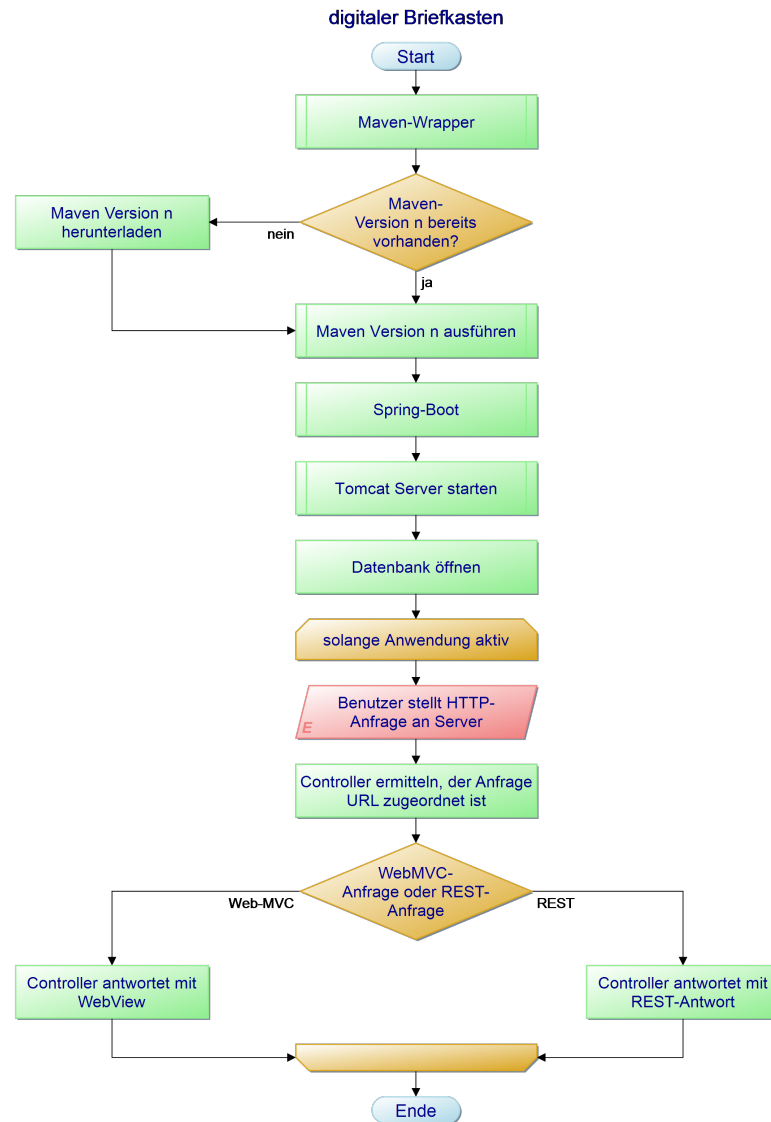 digitaler Briefkasten
Start
Maven-Wrapper
Maven-
Version n bereits
vorhanden?
nein
Maven Version n
herunterladen
ja
Maven Version n ausführen
Spring-Boot
Tomcat Server starten
Datenbank öffnen
solange Anwendung aktiv
Benutzer stellt HTTP-
Anfrage an Server
E
Controller ermitteln, der Anfrage
URL zugeordnet ist
WebMVC-
Anfrage oder REST-
Anfrage
Web-MVC
REST
Controller antwortet mit
WebView
Controller antwortet mit
REST-Antwort
Ende